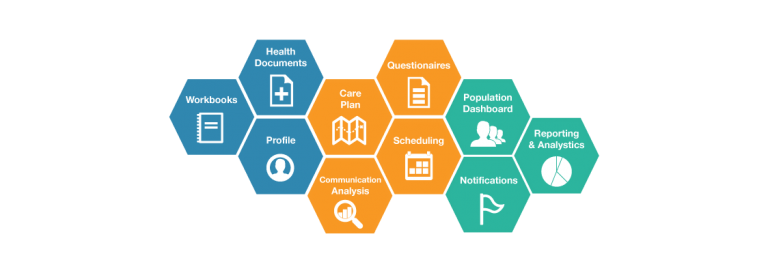 Workbooks
Health
Documents
Profile
Care
Plan
Communication
Analysis
Questionaires
Scheduling
Population
Dashboard
Notifications
Reporting
& Analystics